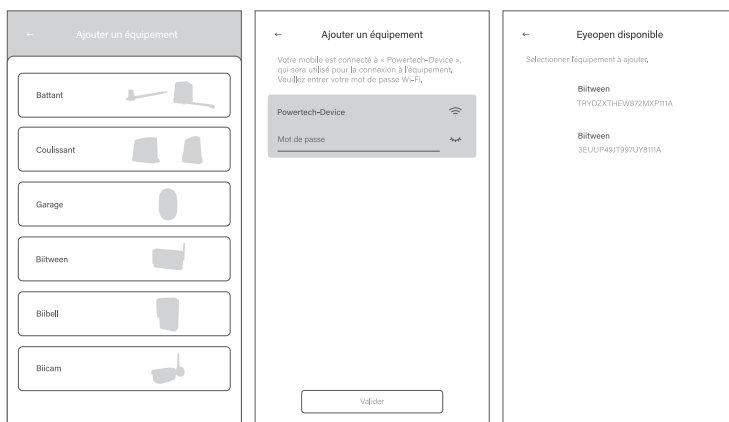 ← Ajouter un équipement
Battant
Coulissant
Garage
Biitween
Biibell
Biicam
← Ajouter un équipement
Votre mobile est connecté à « Powertech-Device »,
qui sera utilisé pour la connexion à l'équipement,
Veuillez entrer votre mot de passe Wi-Fi,
Powertech-Device
Mot de passe
Valider
← Eyeopen disponible
Selectionner l'équipement à ajouter,
Biitween
TRYDZXTHEW872MXP111A
Biitween
3EUUP49JT997UY8111A